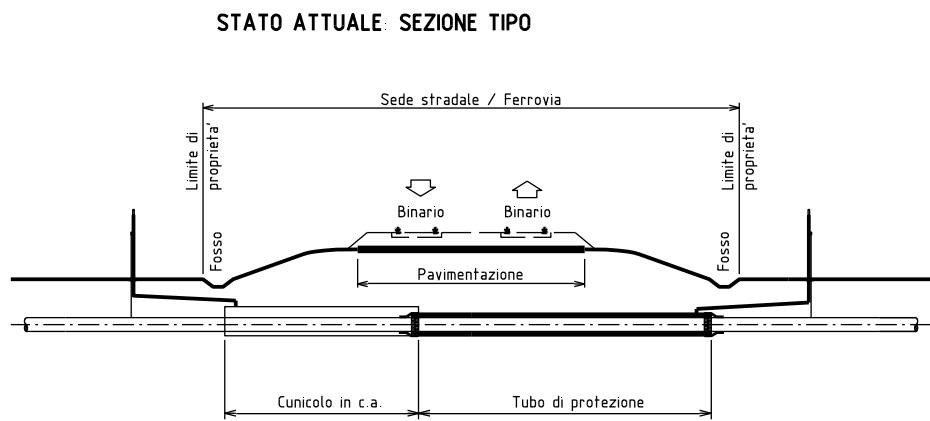 STATO ATTUALE: SEZIONE TIPO
Sede stradale / Ferrovia
Limite di
proprieta'
Limite di
proprieta'
Binario
Binario
Fosso
Fosso
Pavimentazione
Cunicolo in c.a.
Tubo di protezione